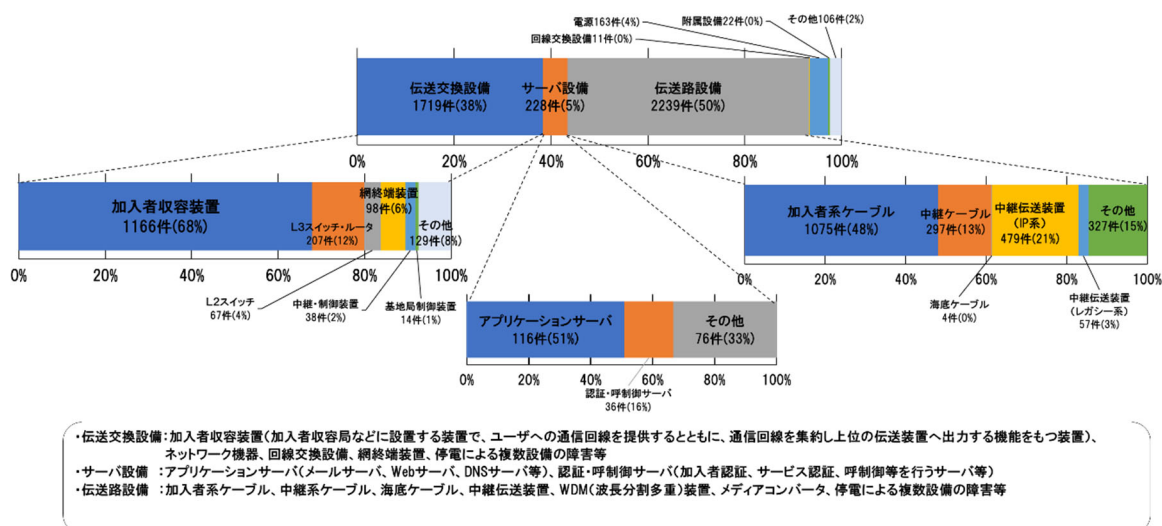 電源163件(4%)
附属設備22件(0%)
その他106件(2%)
回線交換設備11件(0%)
伝送交換設備
1719件(38%)
サーバ設備
228件(5%)
伝送路設備
2239件(50%)
0% 20% 40% 60% 80% 100%
加入者収容装置
1166件(68%)
L3スイッチ・ルータ
207件(12%)
網終端装置
98件(6%)
その他
129件(8%)
0% 20% 40% 60% 80% 100%
L2スイッチ
67件(4%)
中継・制御装置
38件(2%)
基地局制御装置
14件(1%)
加入者系ケーブル
1075件(48%)
中継ケーブル
297件(13%)
中継伝送装置
(IP系)
479件(21%)
その他
327件(15%)
0% 20% 40% 60% 80% 100%
海底ケーブル
4件(0%)
中継伝送装置
(レガシー系)
57件(3%)
アプリケーションサーバ
116件(51%)
その他
76件(33%)
0% 20% 40% 60% 80% 100%
認証・呼制御サーバ
36件(16%)
・伝送交換設備:加入者収容装置(加入者収容局などに設置する装置で、ユーザへの通信回線を提供するとともに、通信回線を集約し上位の伝送装置へ出力する機能をもつ装置)、
ネットワーク機器、回線交換設備、網終端装置、停電による複数設備の障害等
・サーバ設備 :アプリケーションサーバ(メールサーバ、Webサーバ、DNSサーバ等)、認証・呼制御サーバ(加入者認証、サービス認証、呼制御等を行うサーバ等)
・伝送路設備 :加入者系ケーブル、中継系ケーブル、海底ケーブル、中継伝送装置、WDM(波長分割多重)装置、メディアコンバータ、停電による複数設備の障害等